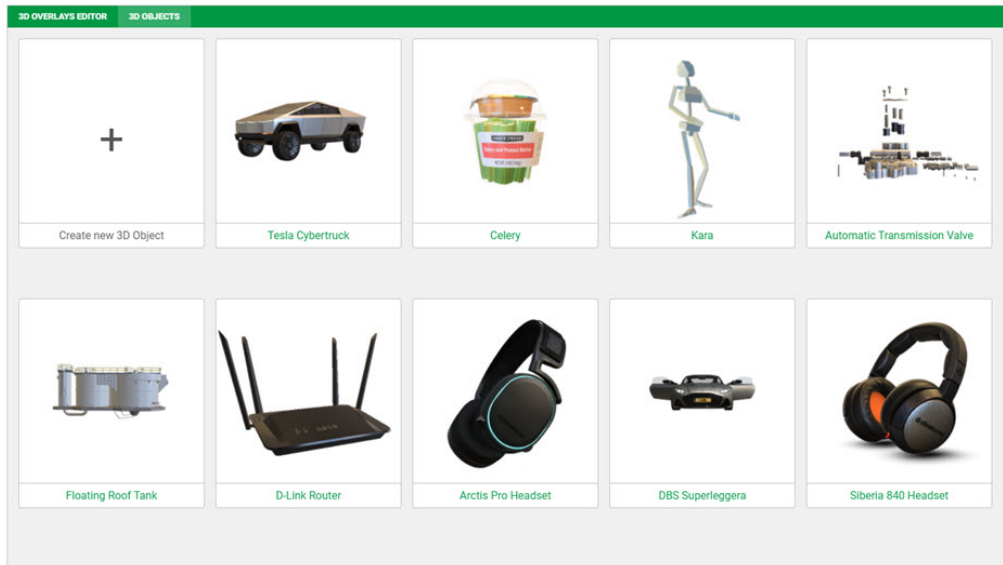 3D OVERLAYS EDITOR 3D OBJECTS
+
Create new 3D Object
Tesla Cybertruck
Celery
Kara
Automatic Transmission Valve
Floating Roof Tank
D-Link Router
Arctis Pro Headset
DBS Superleggera
Siberia 840 Headset